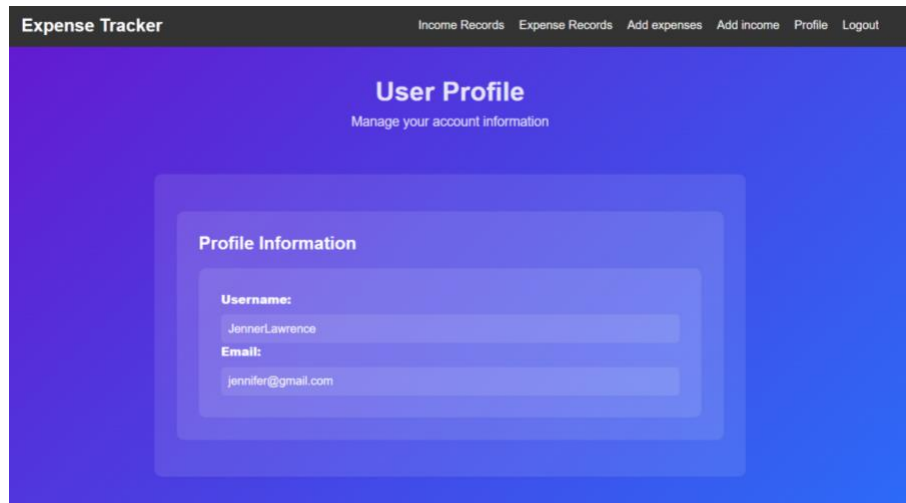 Expense Tracker
Income Records Expense Records Add expenses Add income Profile Logout
User Profile
Manage your account information
Profile Information
Username:
JennerLawrence
Email:
jennifer@gmail.com